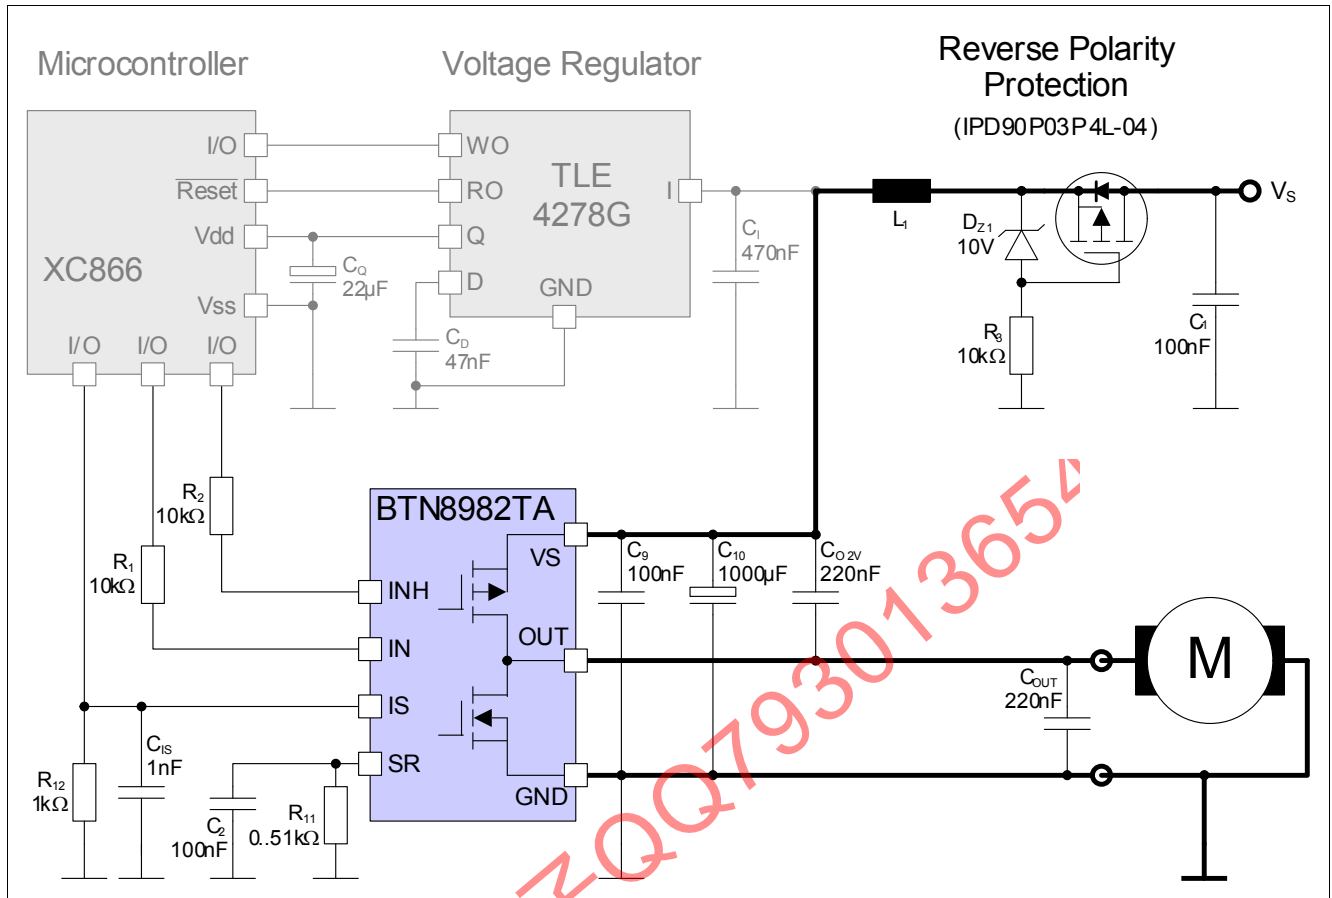 Microcontroller
Voltage Regulator
Reverse Polarity
Protection
(IPD90P03P4L-04)
I/O
Reset
Vdd
Vss
XC866
I/O
I/O
I/O
WO
RO
Q
D
TLE
4278G
I
GND
CQ
22µF
CD
47nF
CI
470nF
L1
DZ1
10V
R3
10kΩ
C1
100nF
VS
R2
10kΩ
R1
10kΩ
BTN8982TA
VS
INH
OUT
IN
IS
SR
GND
C9
100nF
C10
1000µF
CO2V
220nF
COUT
220nF
M
CIS
1nF
R12
1kΩ
C2
100nF
R11
0..51kΩ